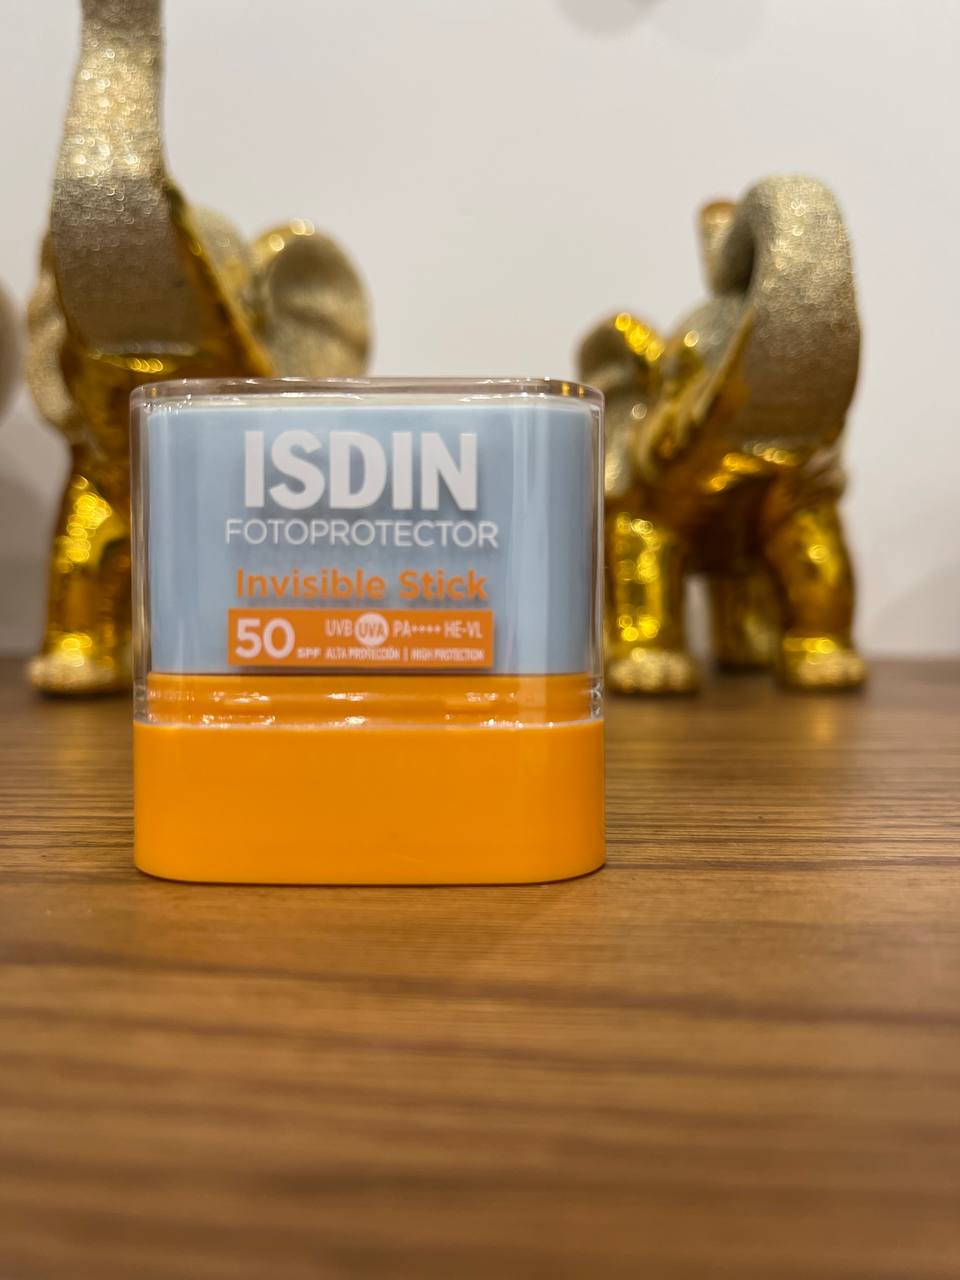 ISDIN
FOTOPROTECTOR
Invisible Stick
50 SPF UVB UVA PA++++ HE-VL
ALTA PROTECCIÓN | HIGH PROTECTION